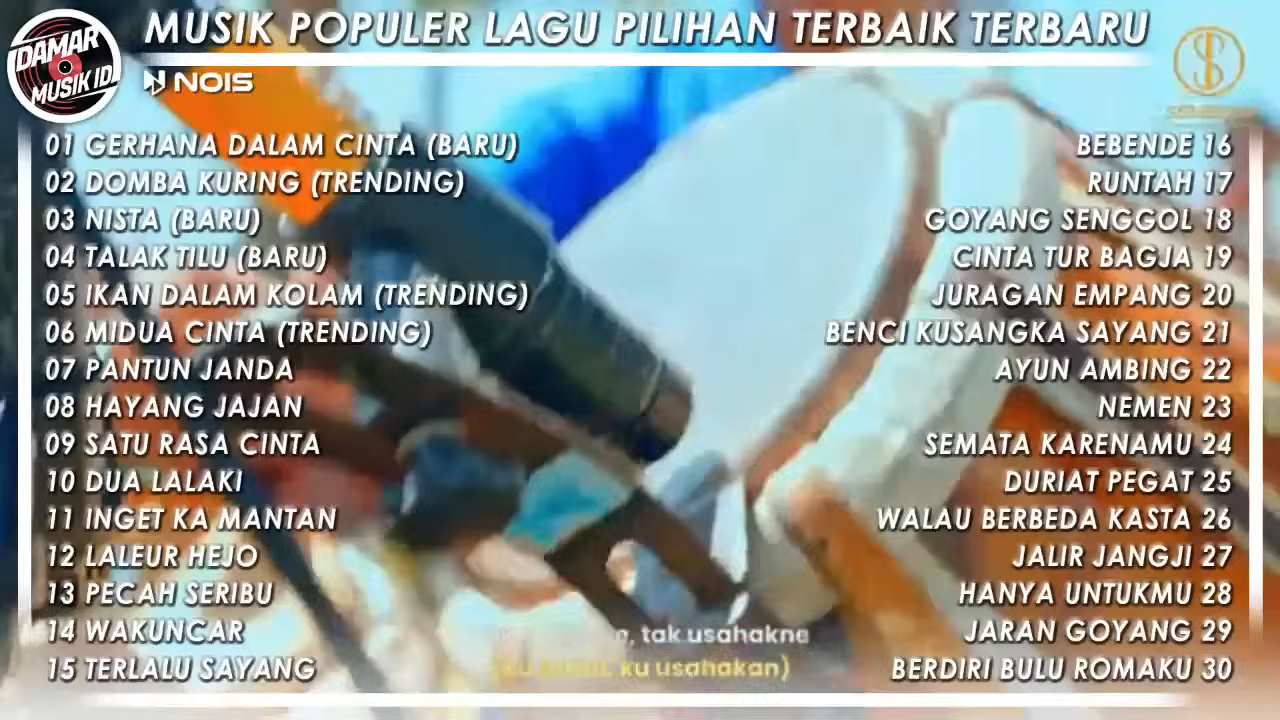 MUSIK POPULER LAGU PILIHAN TERBAIK TERBARU
DAMAR
MUSIK ID
NOIS
01 GERHANA DALAM CINTA (BARU)
02 DOMBA KURING (TRENDING)
03 NISTA (BARU)
04 TALAK TILU (BARU)
05 IKAN DALAM KOLAM (TRENDING)
06 MIDUA CINTA (TRENDING)
07 PANTUN JANDA
08 HAYANG JAJAN
09 SATU RASA CINTA
10 DUA LALAKI
11 INGET KA MANTAN
12 LALEUR HEJO
13 PECAH SERIBU
14 WAKUNCAR
15 TERLALU SAYANG
BEBENDE 16
RUNTAH 17
GOYANG SENGGOL 18
CINTA TUR BAGJA 19
JURAGAN EMPANG 20
BENCI KUSANGKA SAYANG 21
AYUN AMBING 22
NEMEN 23
SEMATA KARENAMU 24
DURIAT PEGAT 25
WALAU BERBEDA KASTA 26
JALIR JANGJI 27
HANYA UNTUKMU 28
JARAN GOYANG 29
BERDIRI BULU ROMAKU 30
tak usahakne
ku usahakan)